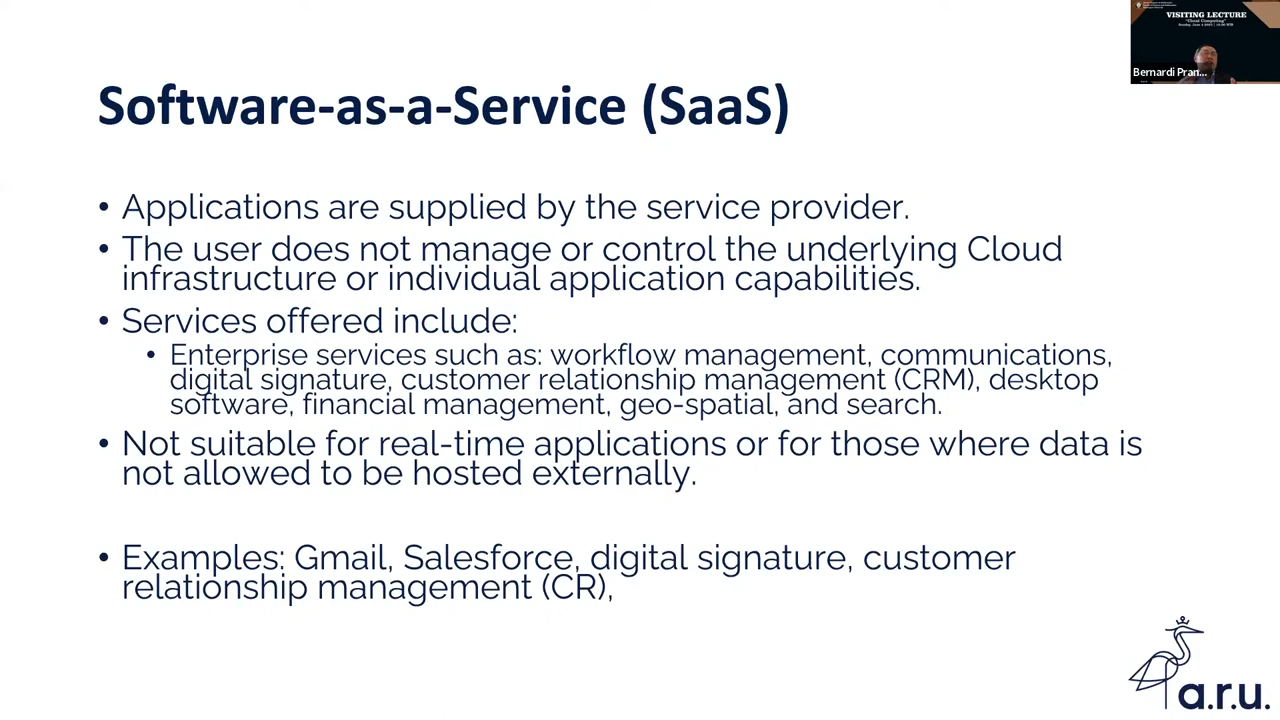 VISITING LECTURE
"Cloud Computing"
Bernardi Pran...
Software-as-a-Service (SaaS)
• Applications are supplied by the service provider.
• The user does not manage or control the underlying Cloud
infrastructure or individual application capabilities.
• Services offered include:
• Enterprise services such as: workflow management, communications,
digital signature, customer relationship management (CRM), desktop
software, financial management, geo-spatial, and search.
• Not suitable for real-time applications or for those where data is
not allowed to be hosted externally.
• Examples: Gmail, Salesforce, digital signature, customer
relationship management (CR),
a.r.u.